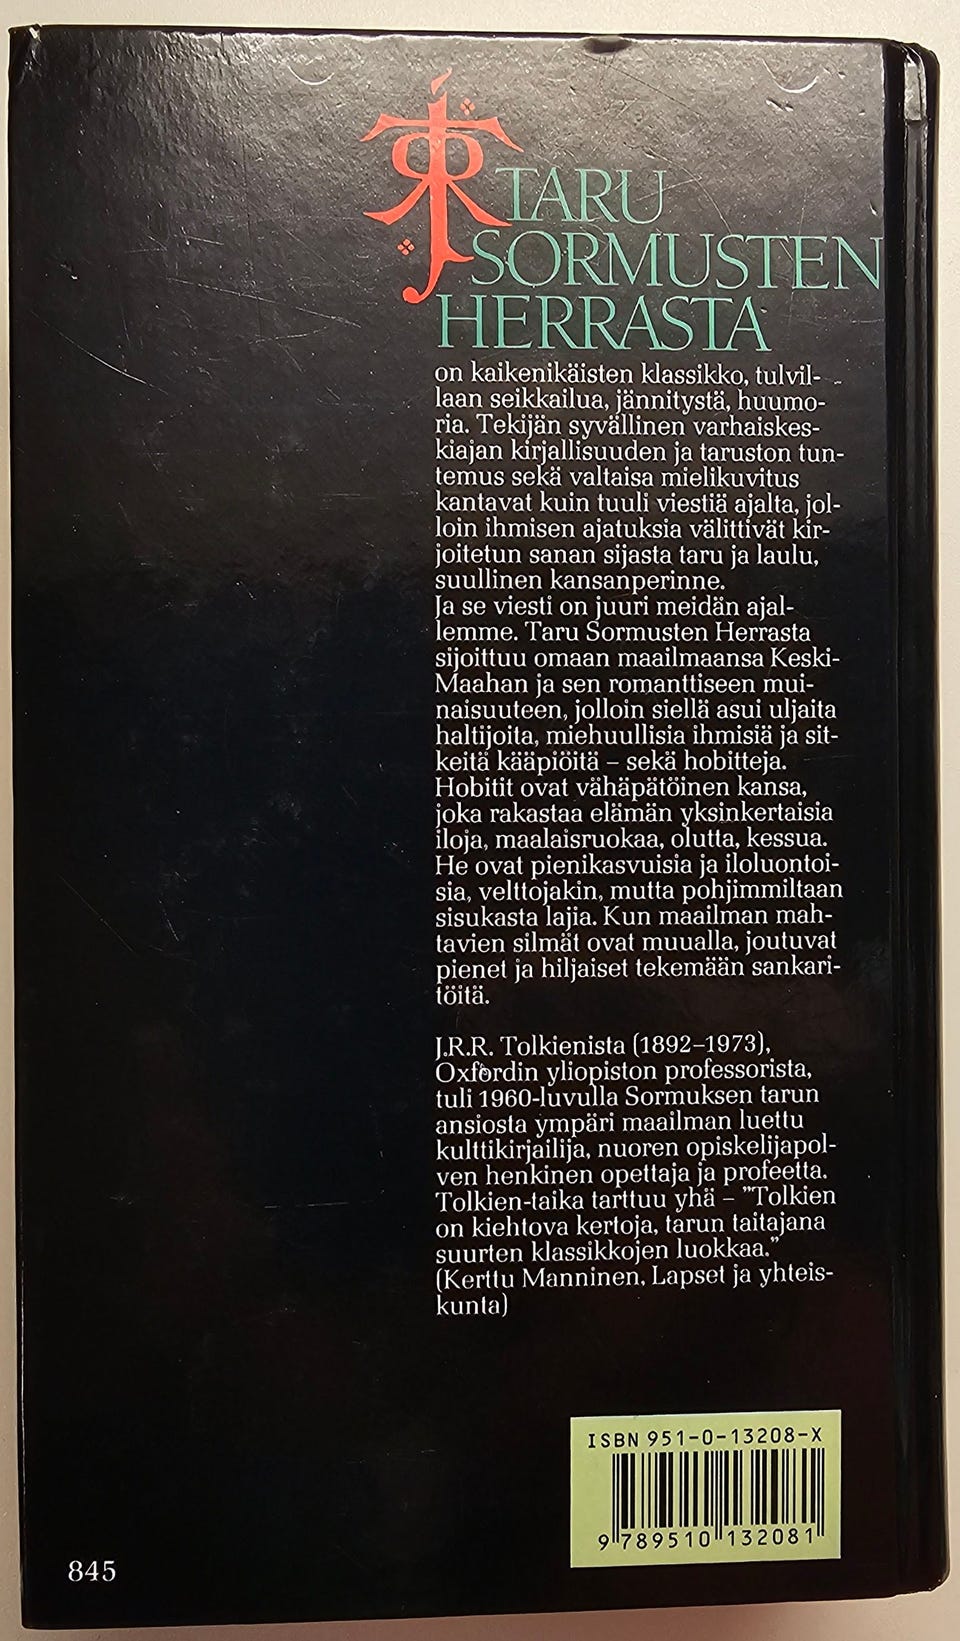 TARU
SORMUSTEN
HERRASTA
on kaikenikäisten klassikko, tulvil-
laan seikkailua, jännitystä, huumo-
ria. Tekijän syvällinen varhaiskes-
kiajan kirjallisuuden ja taruston tun-
temus sekä valtaisa mielikuvitus
kantavat kuin tuuli viestiä ajalta, jol-
loin ihmisen ajatuksia välittivät kir-
joitetun sanan sijasta taru ja laulu,
suullinen kansanperinne.
Ja se viesti on juuri meidän ajal-
lemme. Taru Sormusten Herrasta
sijoittuu omaan maailmaansa Keski-
Maahan ja sen romanttiseen mui-
naisuuteen, jolloin siellä asui uljaita
haltijoita, miehuullisia ihmisiä ja sit-
keitä kääpiöitä – sekä hobitteja.
Hobitit ovat vähäpätöinen kansa,
joka rakastaa elämän yksinkertaisia
iloja, maalaisruokaa, olutta, kessua.
He ovat pienikasvuisia ja iloluontoi-
sia, velttojakin, mutta pohjimmiltaan
sisukasta lajia. Kun maailman mah-
tavien silmät ovat muualla, joutuvat
pienet ja hiljaiset tekemään sankari-
töitä.
J.R.R. Tolkienista (1892–1973),
Oxfordin yliopiston professorista,
tuli 1960-luvulla Sormuksen tarun
ansiosta ympäri maailman luettu
kulttikirjailija, nuoren opiskelijapol-
ven henkinen opettaja ja profeetta.
Tolkien-taika tarttuu yhä – ”Tolkien
on kiehtova kertoja, tarun taitajana
suurten klassikkojen luokkaa.”
(Kerttu Manninen, Lapset ja yhteis-
kunta)
ISBN 951-0-13208-X
9 789510 132081
845